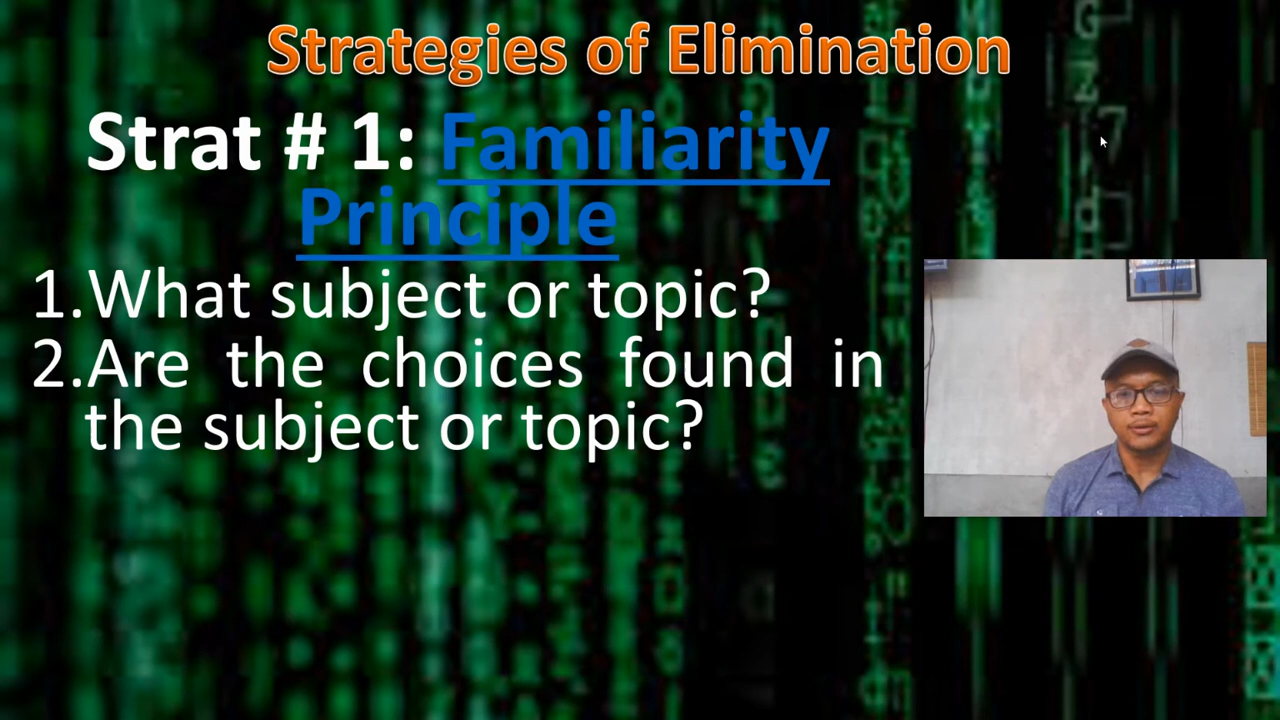 Strategies of Elimination
Strat # 1: Familiarity
Principle
1.What subject or topic?
2.Are the choices found in
the subject or topic?